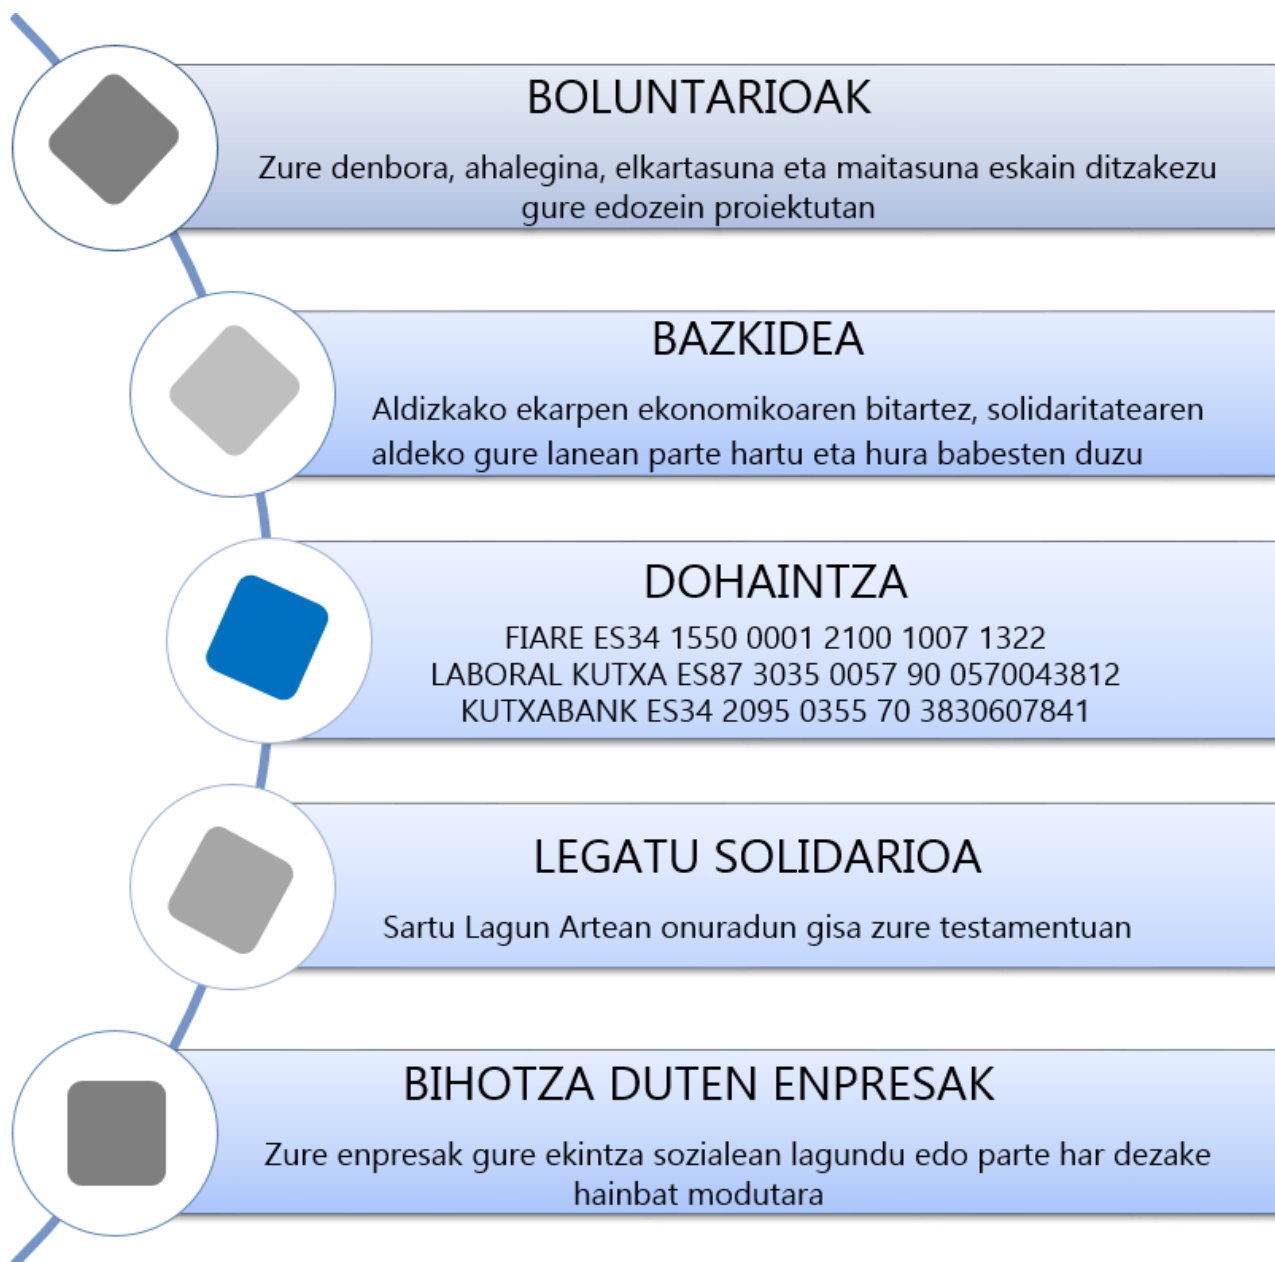 BOLUNTARIOAK
Zure denbora, ahalegina, elkartasuna eta maitasuna eskain ditzakezu
gure edozein proiektutan
BAZKIDEA
Aldizkako ekarpen ekonomikoaren bitartez, solidaritatearen
aldeko gure lanean parte hartu eta hura babesten duzu
DOHAINTZA
FIARE ES34 1550 0001 2100 1007 1322
LABORAL KUTXA ES87 3035 0057 90 0570043812
KUTXABANK ES34 2095 0355 70 3830607841
LEGATU SOLIDARIOA
Sartu Lagun Artean onuradun gisa zure testamentuan
BIHOTZA DUTEN ENPRESAK
Zure enpresak gure ekintza sozialean lagundu edo parte har dezake
hainbat modutara